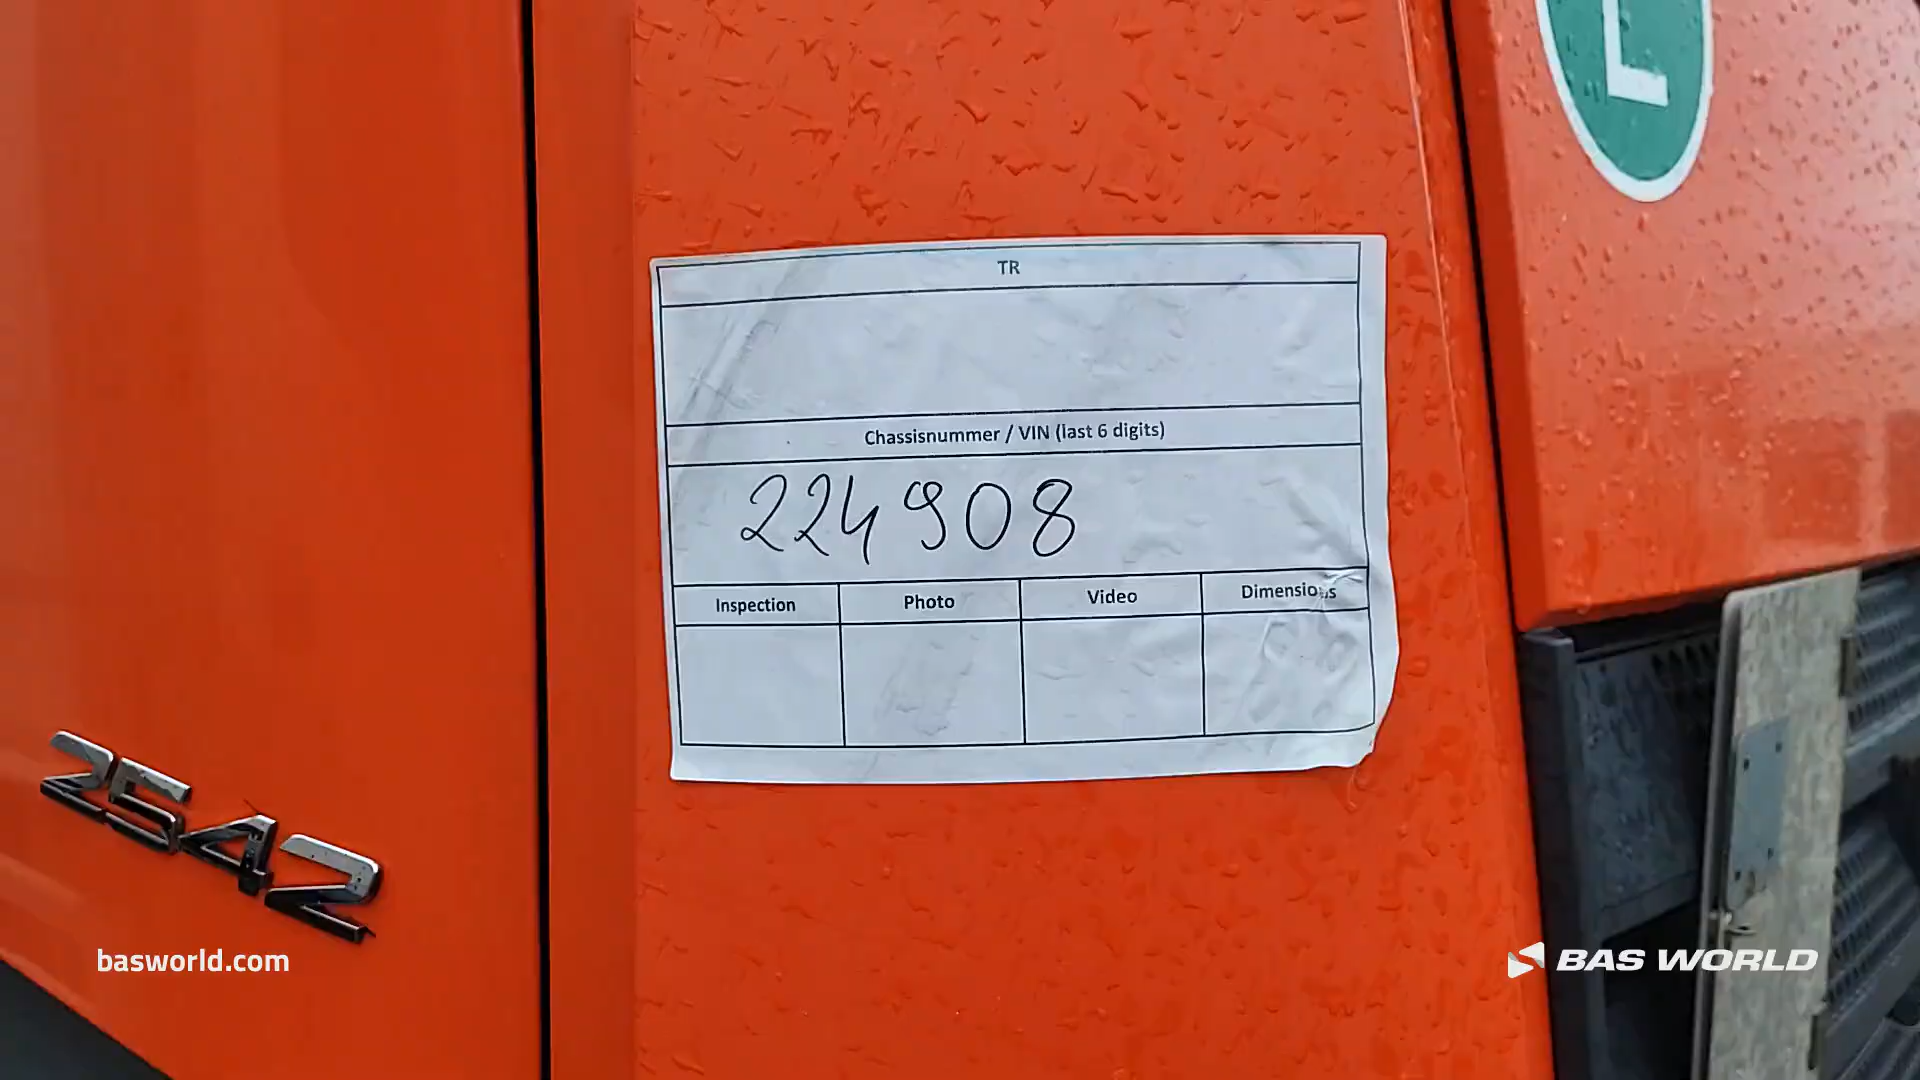 L
TR
Chassisnummer / VIN (last 6 digits)
224908
Inspection Photo Video Dimensions
2542
basworld.com
BAS WORLD